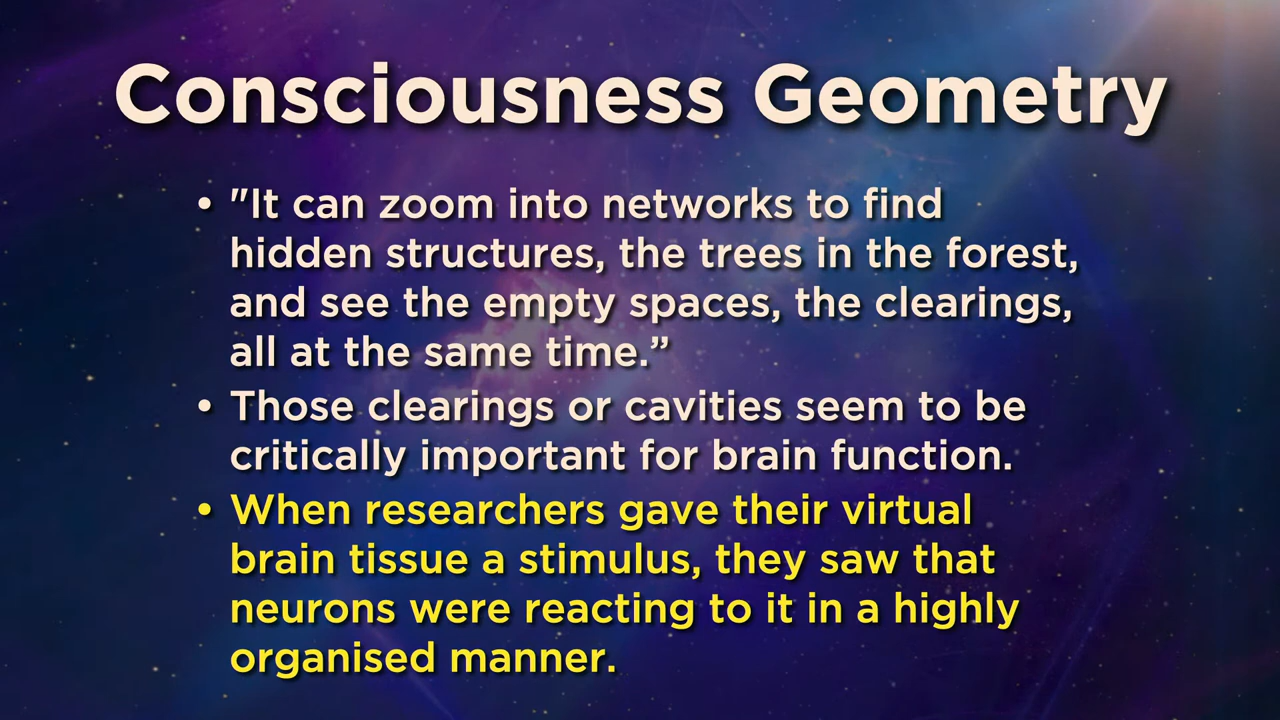 Consciousness Geometry
• "It can zoom into networks to find
hidden structures, the trees in the forest,
and see the empty spaces, the clearings,
all at the same time.”
• Those clearings or cavities seem to be
critically important for brain function.
• When researchers gave their virtual
brain tissue a stimulus, they saw that
neurons were reacting to it in a highly
organised manner.